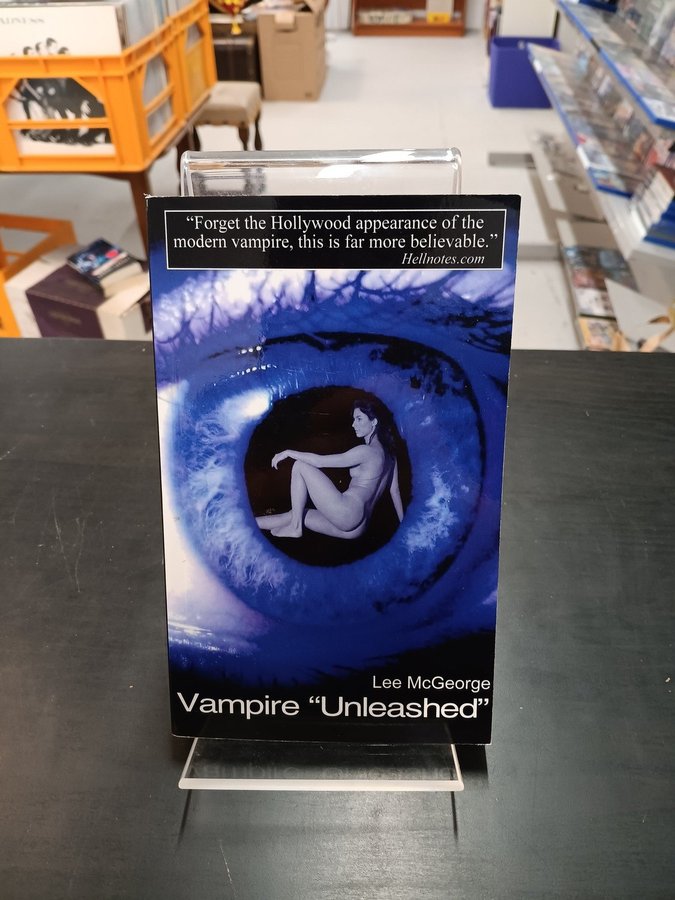 MADNESS
“Forget the Hollywood appearance of the
modern vampire, this is far more believable.”
Hellnotes.com
Lee McGeorge
Vampire “Unleashed”